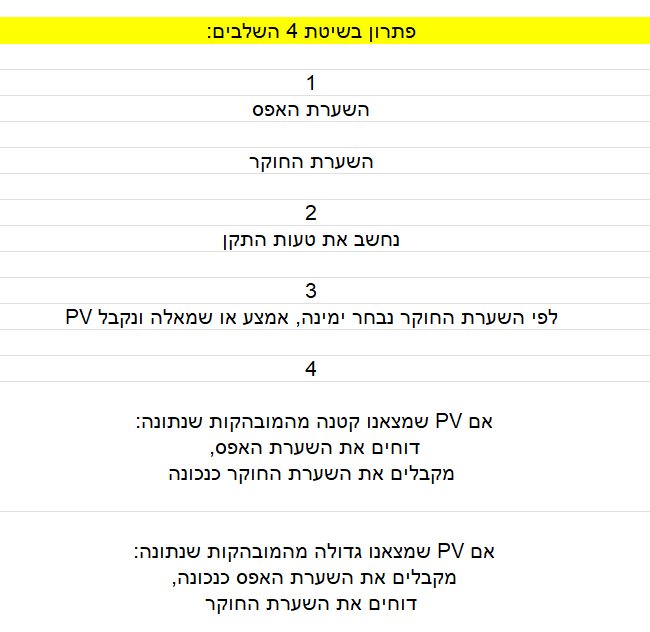 פתרון בשיטת 4 השלבים:
1
השערת האפס
השערת החוקר
2
נחשב את טעות התקן
3
לפי השערת החוקר נבחר ימינה, אמצע או שמאלה ונקבל PV
4
אם PV שמצאנו קטנה מהמובהקות שנתונה:
דוחים את השערת האפס,
מקבלים את השערת החוקר כנכונה
אם PV שמצאנו גדולה מהמובהקות שנתונה:
מקבלים את השערת האפס כנכונה,
דוחים את השערת החוקר